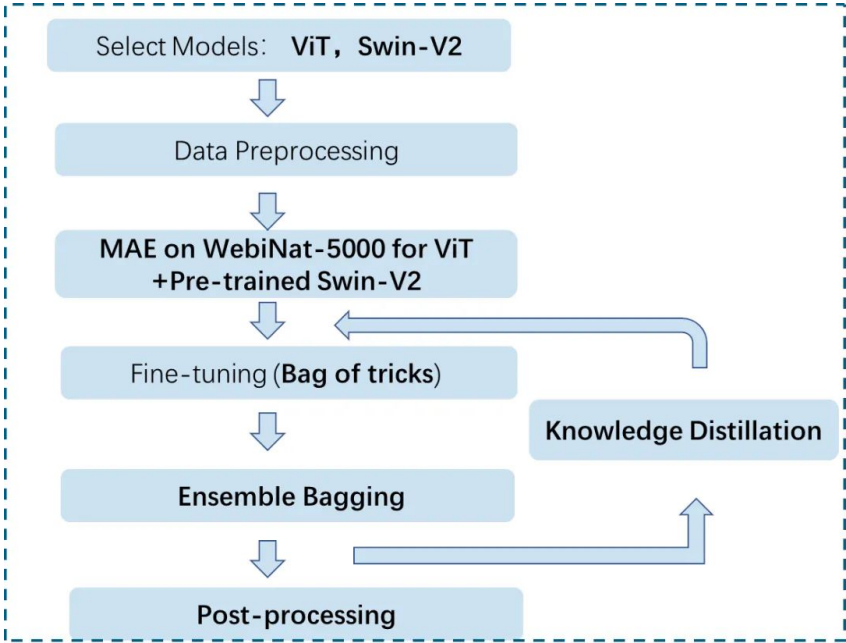 Select Models： ViT，Swin-V2
Data Preprocessing
MAE on WebiNat-5000 for ViT
+Pre-trained Swin-V2
Fine-tuning (Bag of tricks)
Knowledge Distillation
Ensemble Bagging
Post-processing